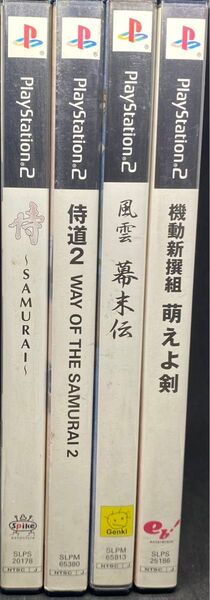 PlayStation®2
侍
～SAMURAI～
Spike
SLPS
20178
NTSC J
PlayStation®2
侍道2 WAY OF THE SAMURAI 2
SLPM
65380
NTSC J
PlayStation®2
風雲 幕末伝
Genki
SLPM
65813
NTSC J
PlayStation®2
機動新撰組 萌えよ剣
eb!
enterbrain
SLPS
25186
NTSC J